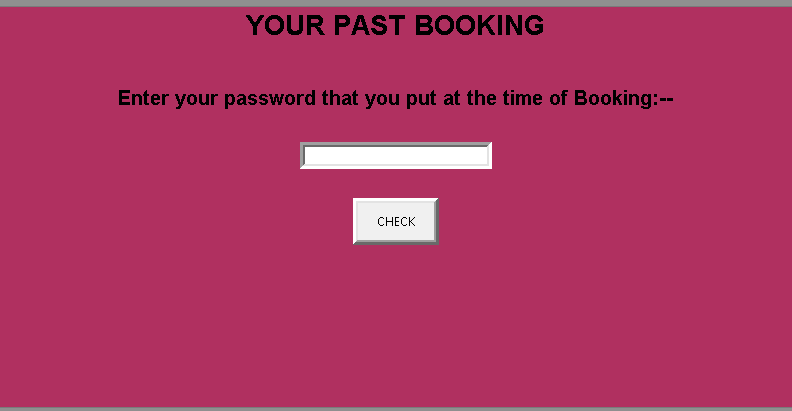 YOUR PAST BOOKING
Enter your password that you put at the time of Booking:--
CHECK